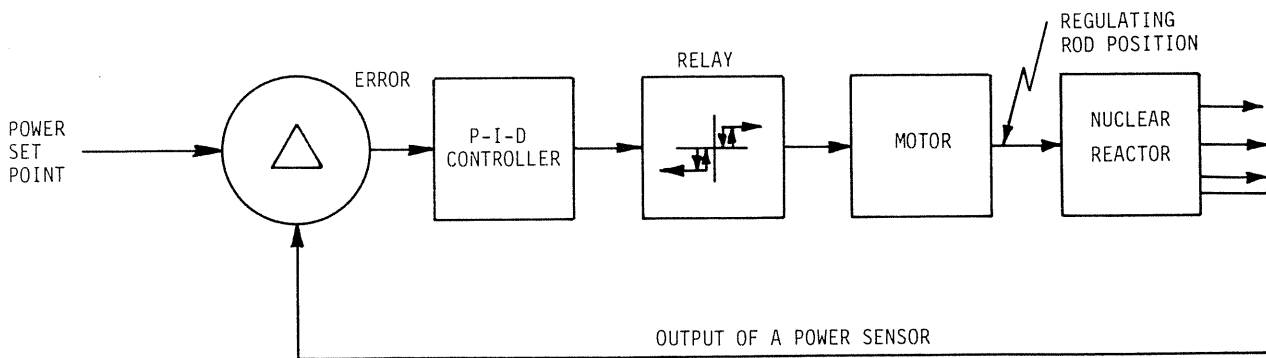 REGULATING
ROD POSITION
RELAY
ERROR
POWER
SET
POINT
P-I-D
CONTROLLER
MOTOR
NUCLEAR
REACTOR
OUTPUT OF A POWER SENSOR